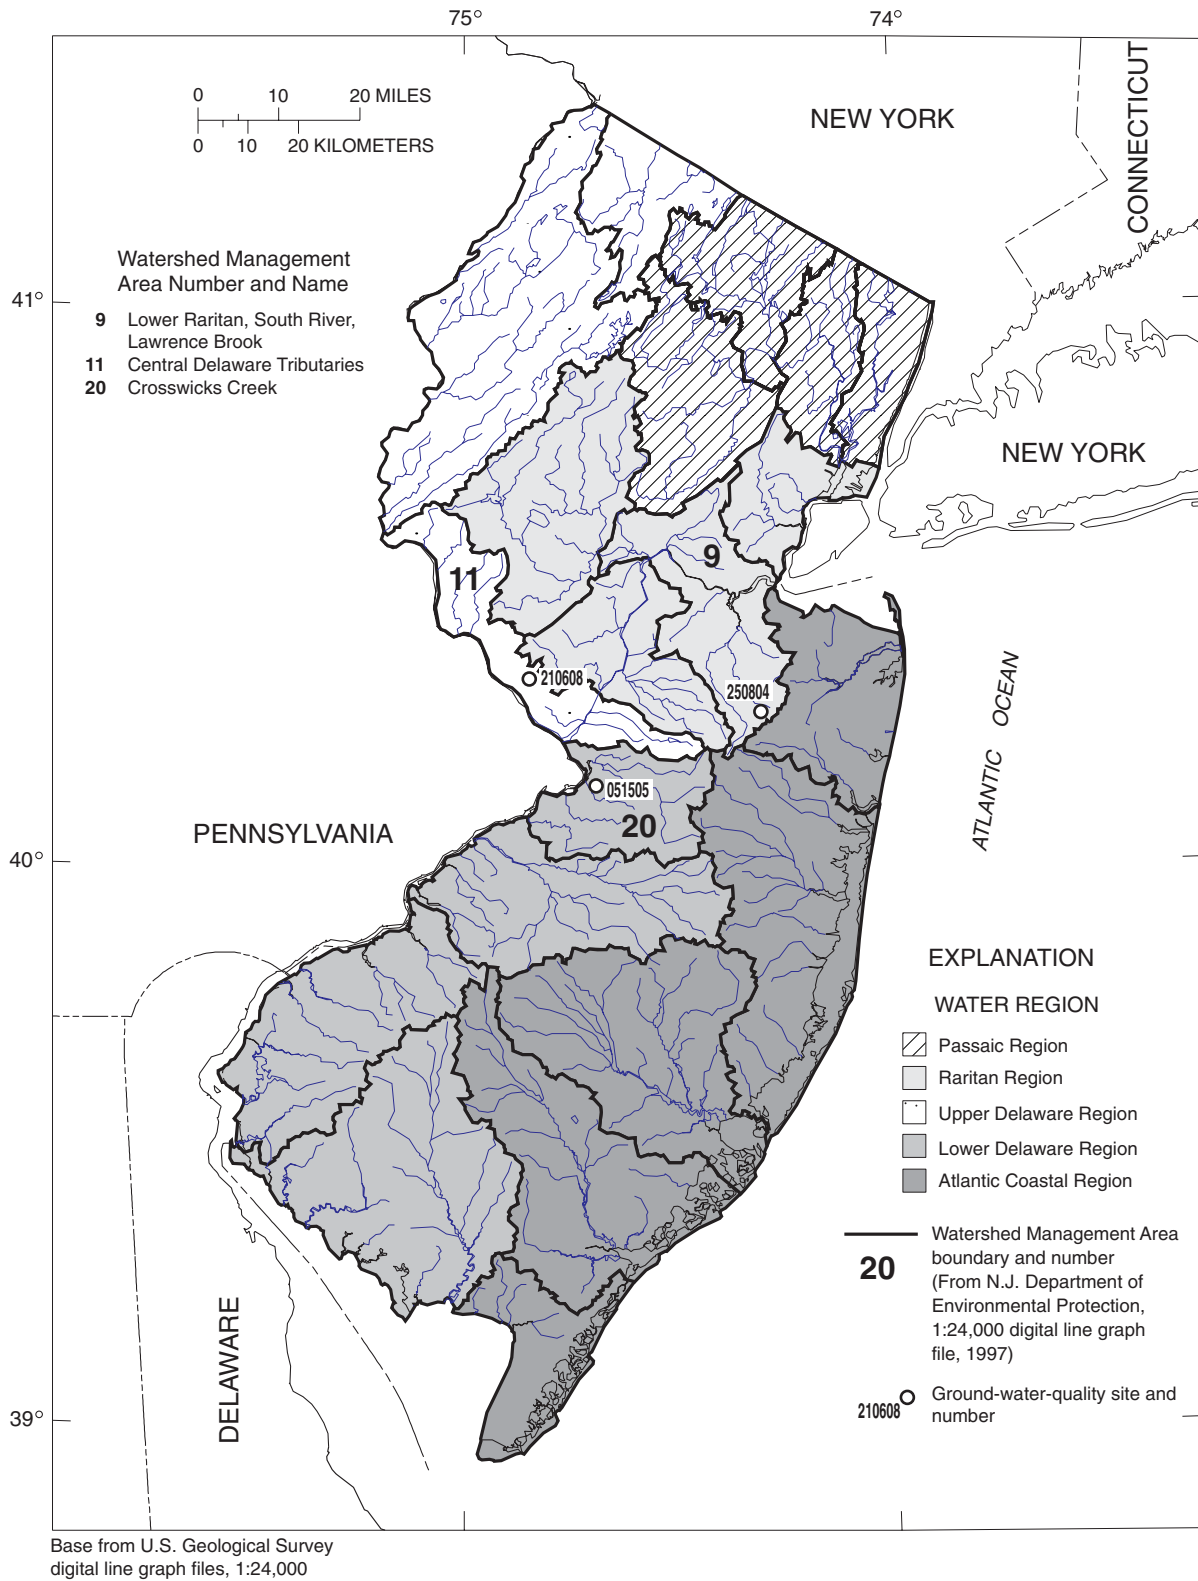 75°
74°
0 10 20 MILES
0 10 20 KILOMETERS
NEW YORK
CONNECTICUT
Watershed Management
Area Number and Name
9 Lower Raritan, South River,
Lawrence Brook
11 Central Delaware Tributaries
20 Crosswicks Creek
41°
NEW YORK
9
11
210608
250804
ATLANTIC OCEAN
051505
20
PENNSYLVANIA
40°
EXPLANATION
WATER REGION
Passaic Region
Raritan Region
Upper Delaware Region
Lower Delaware Region
Atlantic Coastal Region
Watershed Management Area
boundary and number
(From N.J. Department of
Environmental Protection,
1:24,000 digital line graph
file, 1997)
20
Ground-water-quality site and
number
210608
DELAWARE
39°
Base from U.S. Geological Survey
digital line graph files, 1:24,000